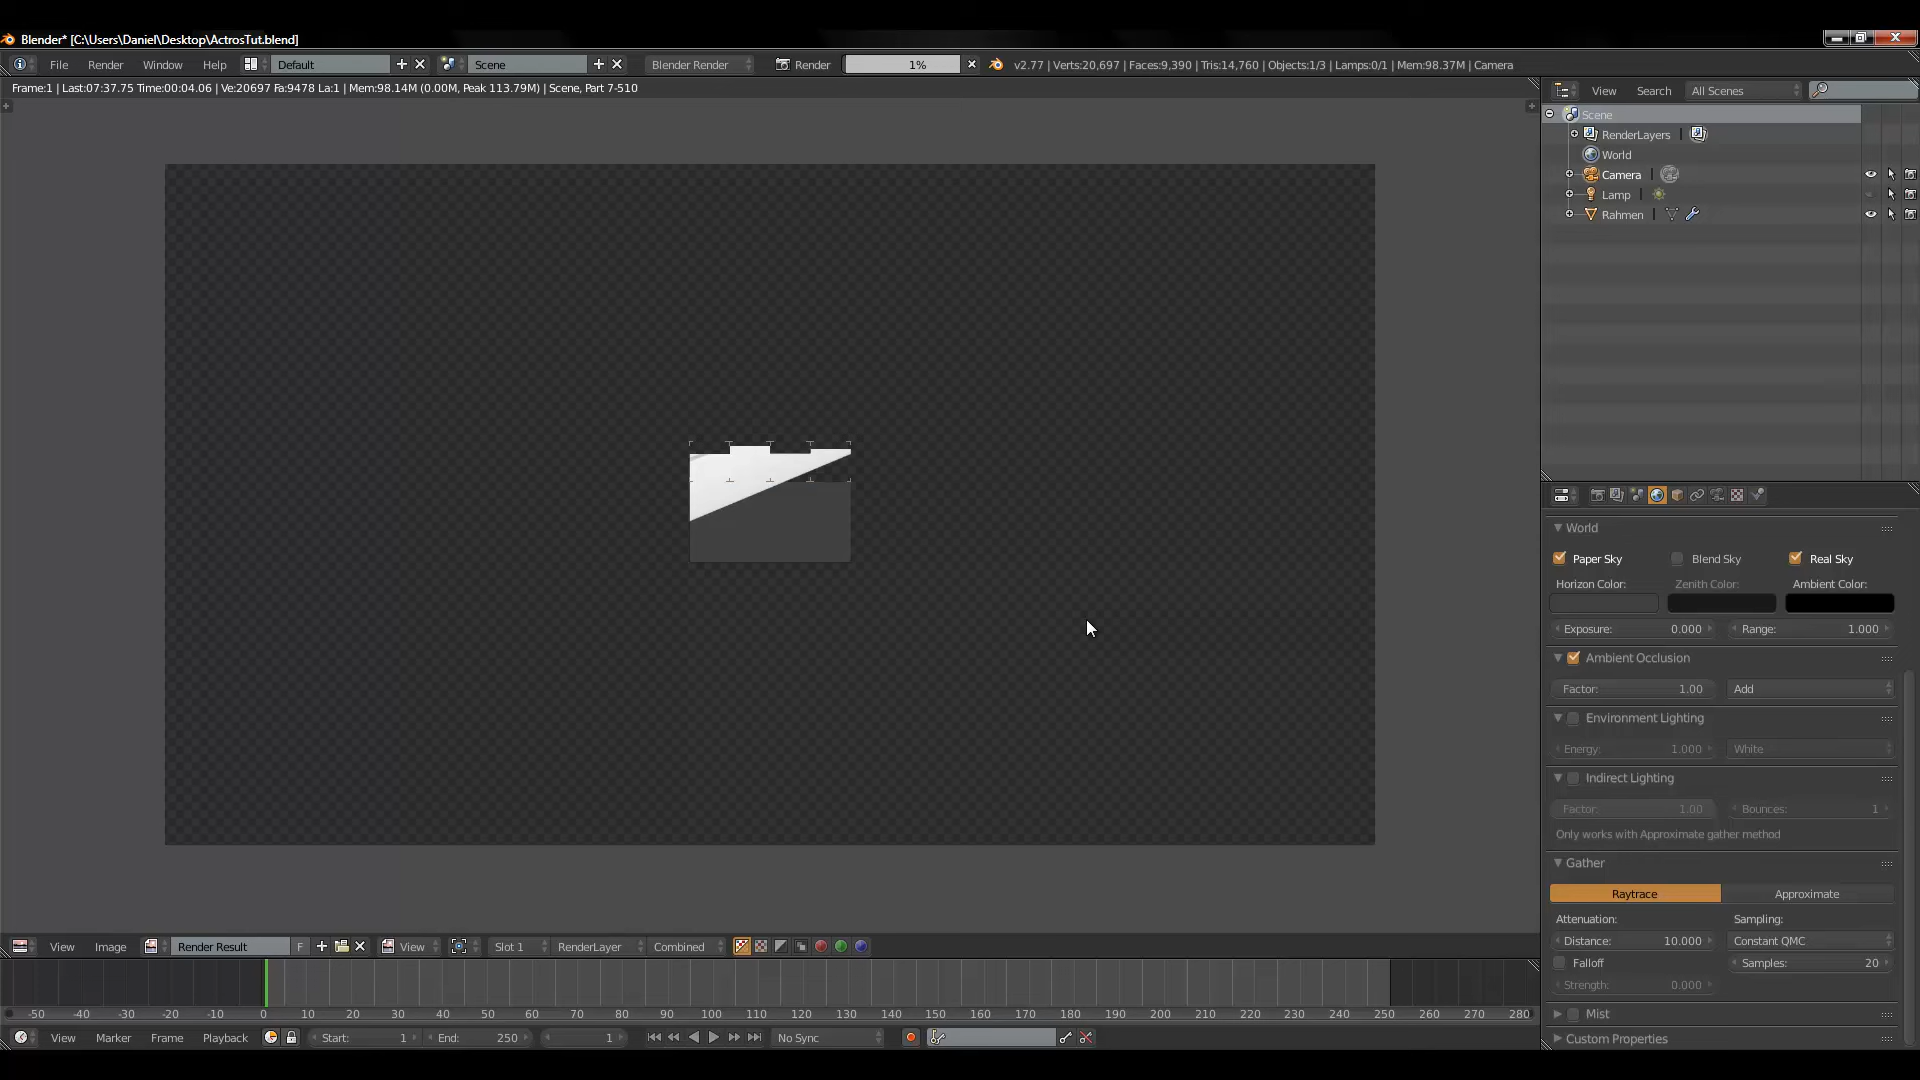 Blender* [C:\Users\Daniel\Desktop\ActrosTut.blend]
File Render Window Help Default Scene Blender Render Render 1% v2.77 | Verts:20,697 | Faces:9,390 | Tris:14,760 | Objects:1/3 | Lamps:0/1 | Mem:98.37M | Camera
Frame:1 | Last:07:37.75 Time:00:04.06 | Ve:20697 Fa:9478 La:1 | Mem:98.14M (0.00M, Peak 113.79M) | Scene, Part 7-510
View Search All Scenes
Scene
RenderLayers |
World
Camera |
Lamp |
Rahmen |
World
Paper Sky Blend Sky Real Sky
Horizon Color: Zenith Color: Ambient Color:
Exposure: 0.000 Range: 1.000
Ambient Occlusion
Factor: 1.00 Add
Environment Lighting
Energy: 1.000 White
Indirect Lighting
Factor: 1.00 Bounces: 1
Only works with Approximate gather method
Gather
Raytrace Approximate
Attenuation: Sampling:
Distance: 10.000 Constant QMC
Falloff Samples: 20
Strength: 0.000
Mist
Custom Properties
View Image Render Result F View Slot 1 RenderLayer Combined
-50 -40 -30 -20 -10 0 10 20 30 40 50 60 70 80 90 100 110 120 130 140 150 160 170 180 190 200 210 220 230 240 250 260 270 280
View Marker Frame Playback Start: 1 End: 250 1 No Sync